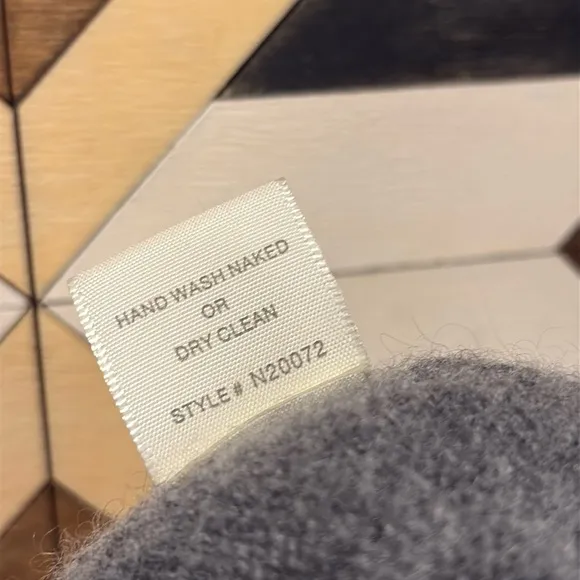 HAND WASH NAKED
OR
DRY CLEAN
STYLE # N20072